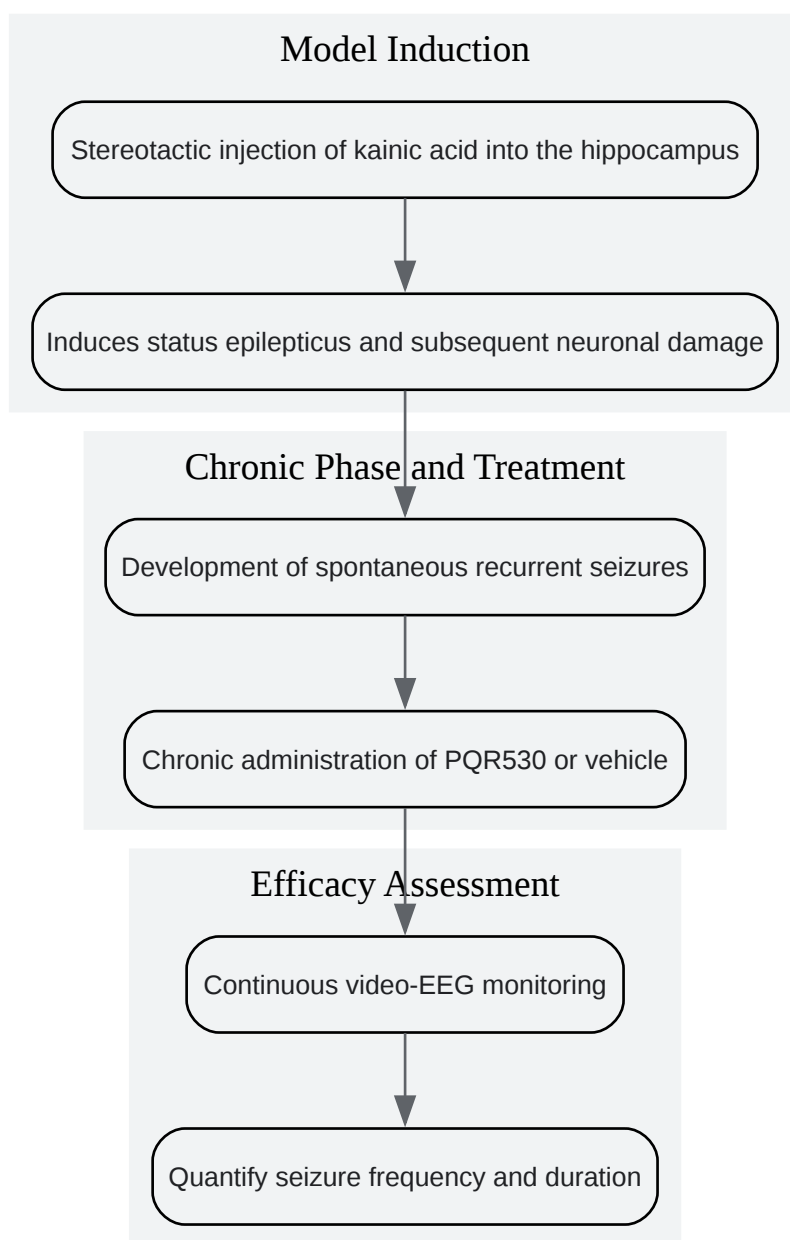 Model Induction
Stereotactic injection of kainic acid into the hippocampus
Induces status epilepticus and subsequent neuronal damage
Chronic Phase and Treatment
Development of spontaneous recurrent seizures
Chronic administration of PQR530 or vehicle
Efficacy Assessment
Continuous video-EEG monitoring
Quantify seizure frequency and duration